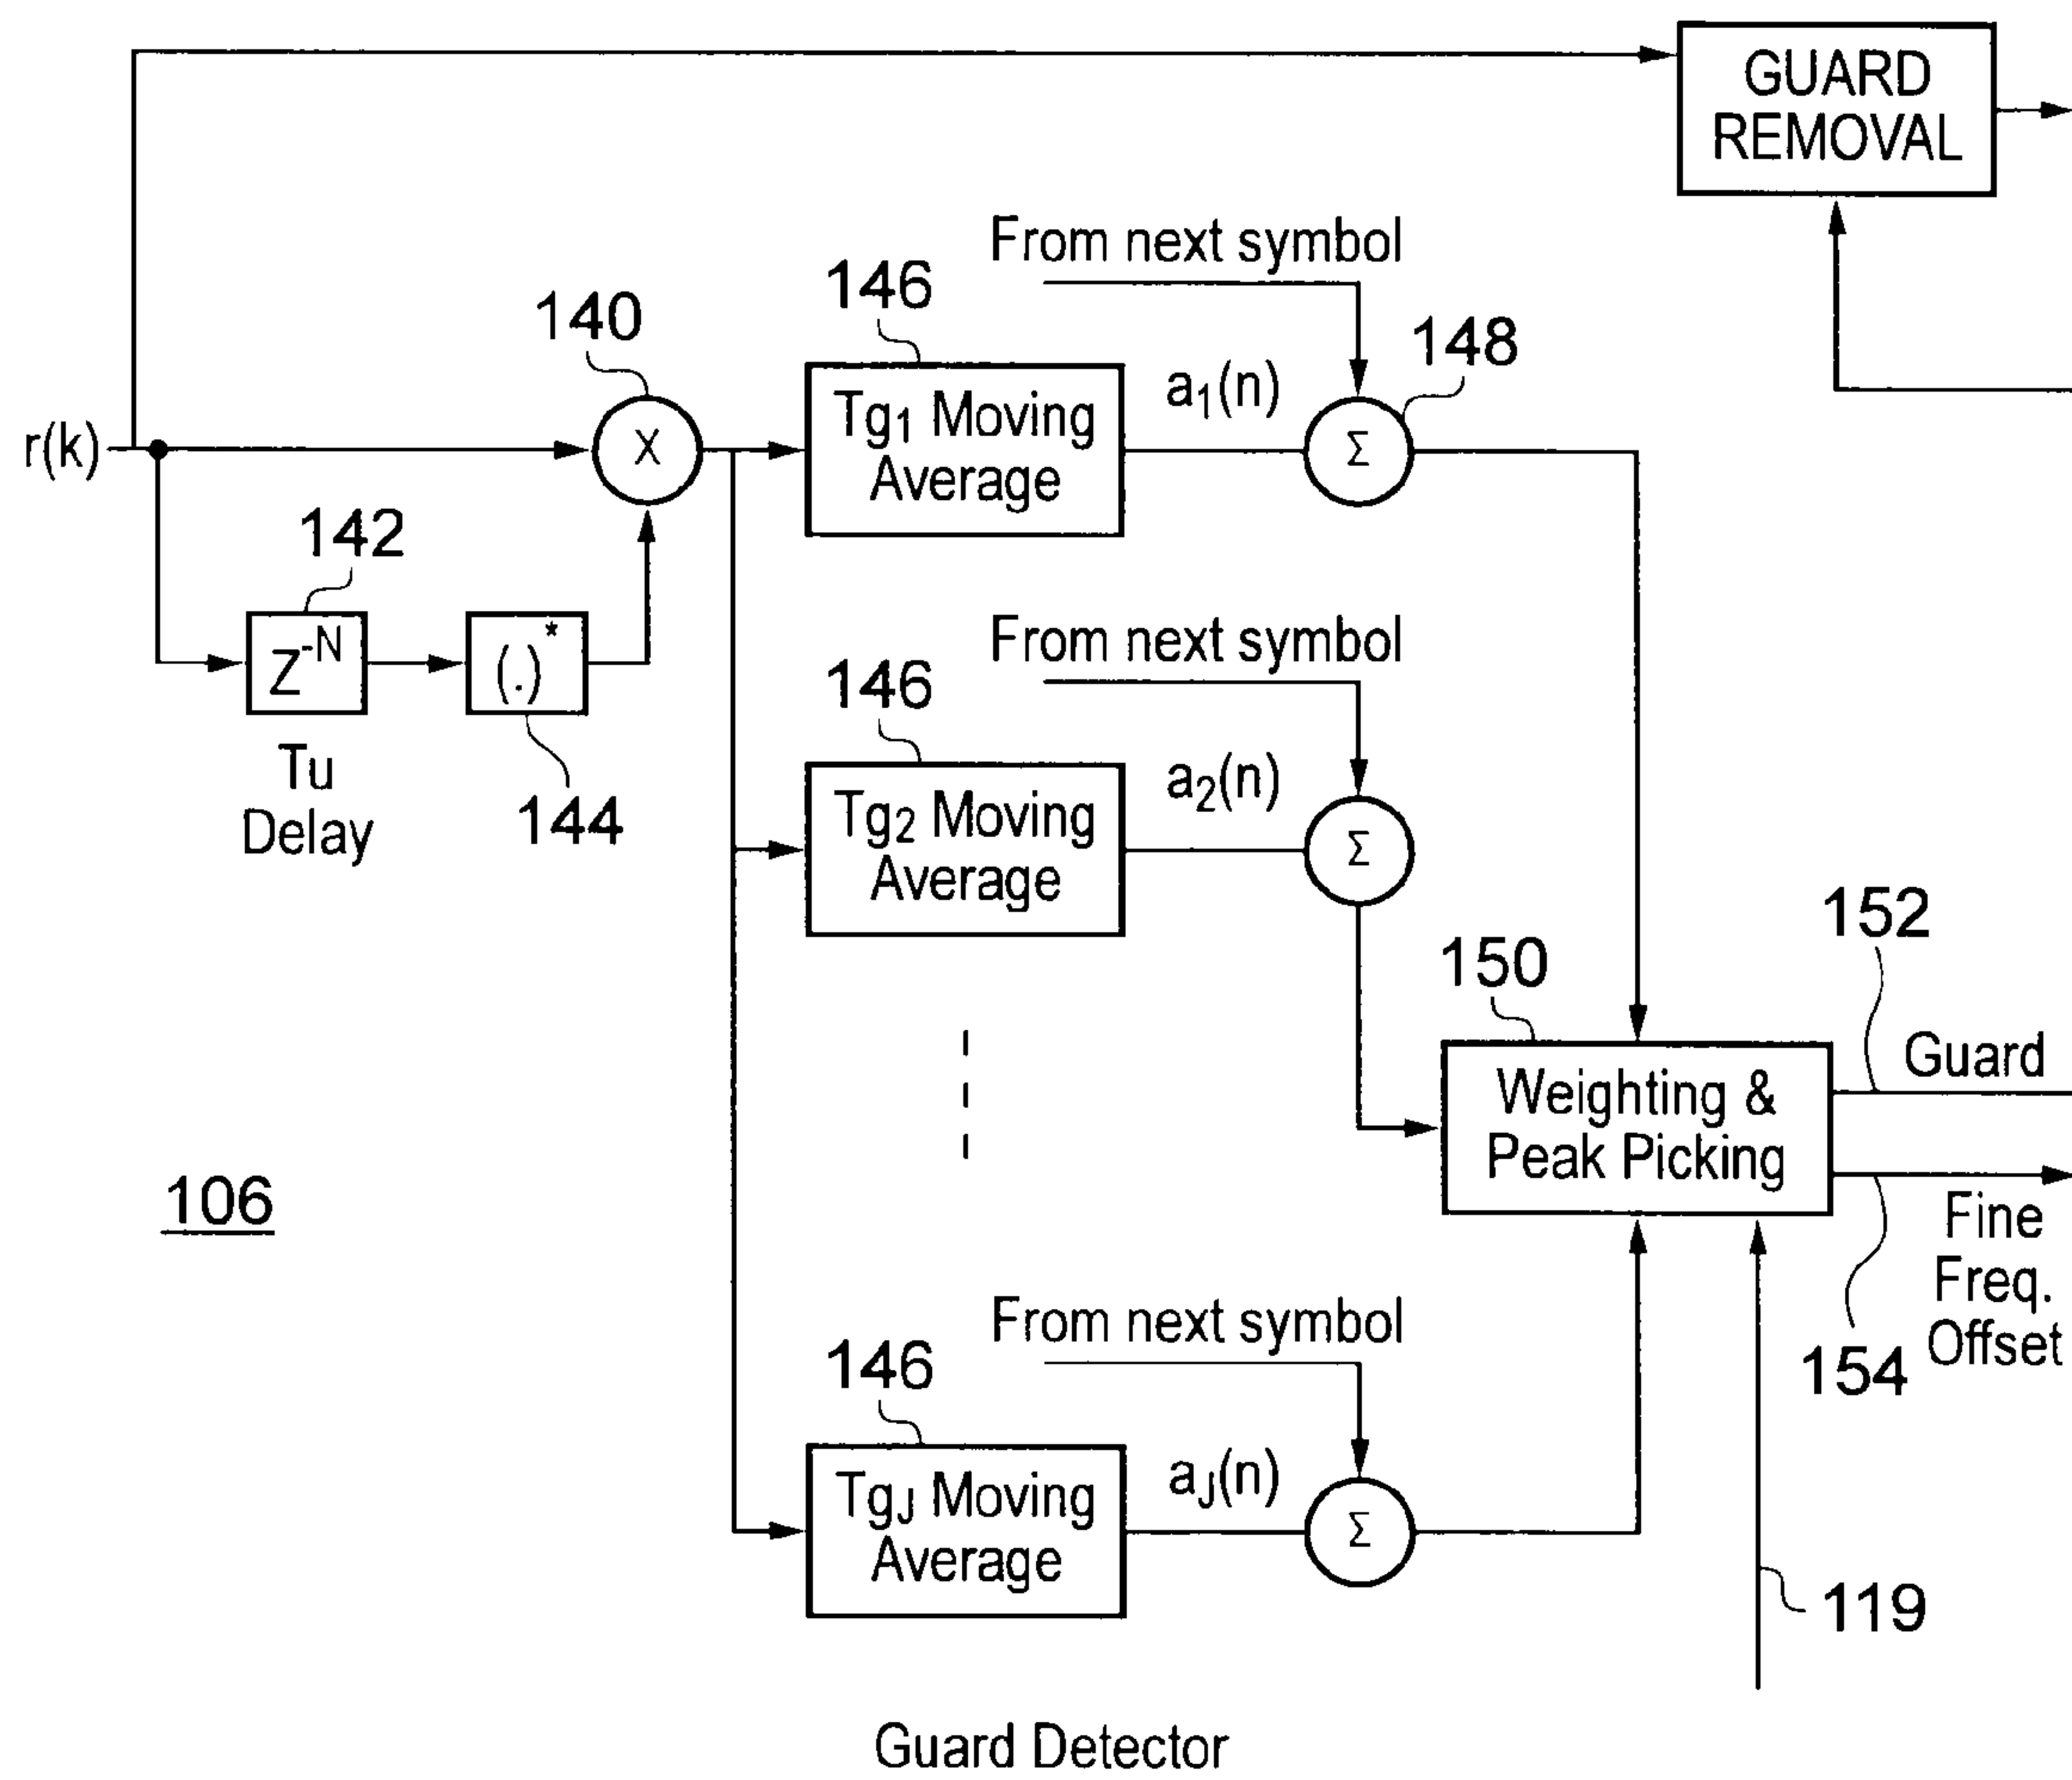 GUARD
REMOVAL
From next symbol
146
140
148
a1(n)
r(k)
X
Tg1 Moving
Average
Σ
142
Z-N
(.)*
Tu
Delay
144
From next symbol
146
a2(n)
Tg2 Moving
Average
Σ
152
150
Guard
Weighting &
Peak Picking
106
Fine
Freq.
Offset
154
From next symbol
146
aJ(n)
TgJ Moving
Average
Σ
119
Guard Detector